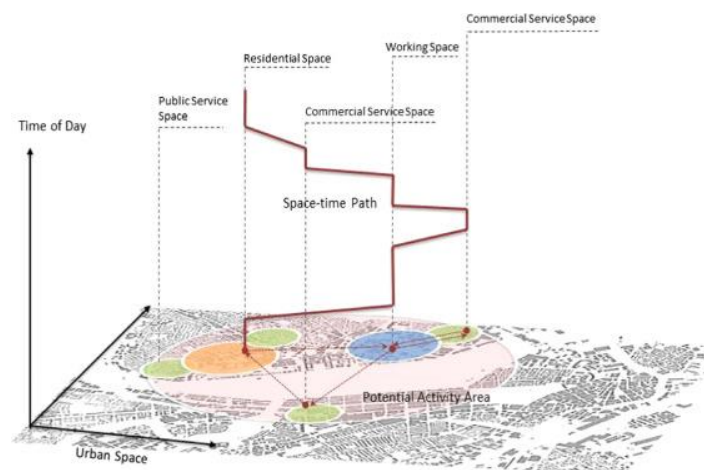 Commercial Service Space
Working Space
Residential Space
Public Service
Space
Commercial Service Space
Time of Day
Space-time Path
Potential Activity Area
Urban Space